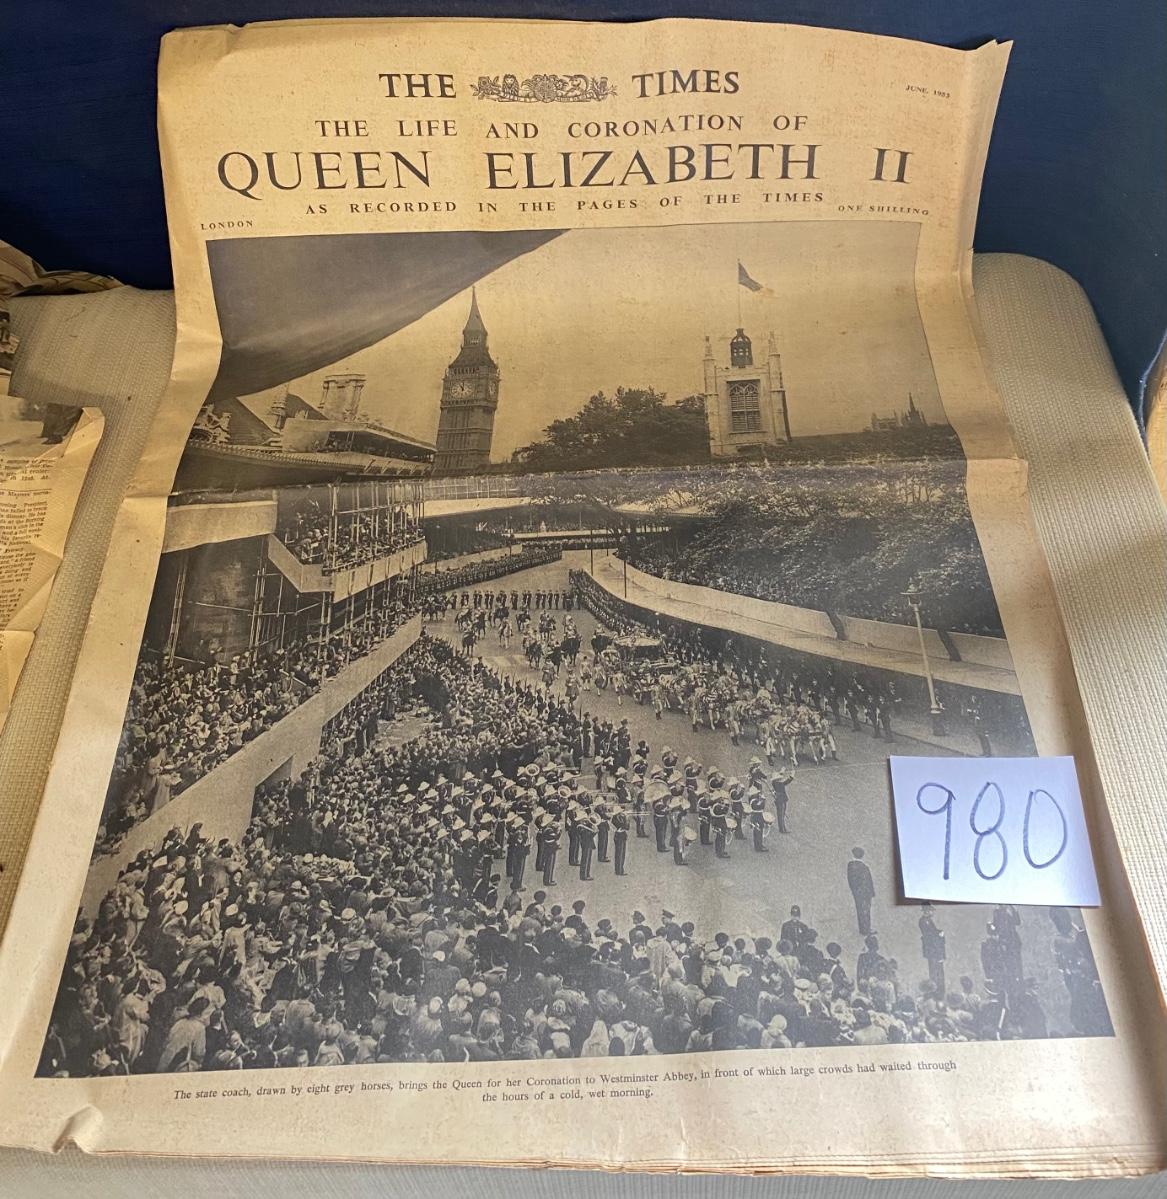 THE TIMES
JUNE, 1953
THE LIFE AND CORONATION OF
QUEEN ELIZABETH II
AS RECORDED IN THE PAGES OF THE TIMES
LONDON
ONE SHILLING
980
The state coach, drawn by eight grey horses, brings the Queen for her Coronation to Westminster Abbey, in front of which large crowds had waited through
the hours of a cold, wet morning.